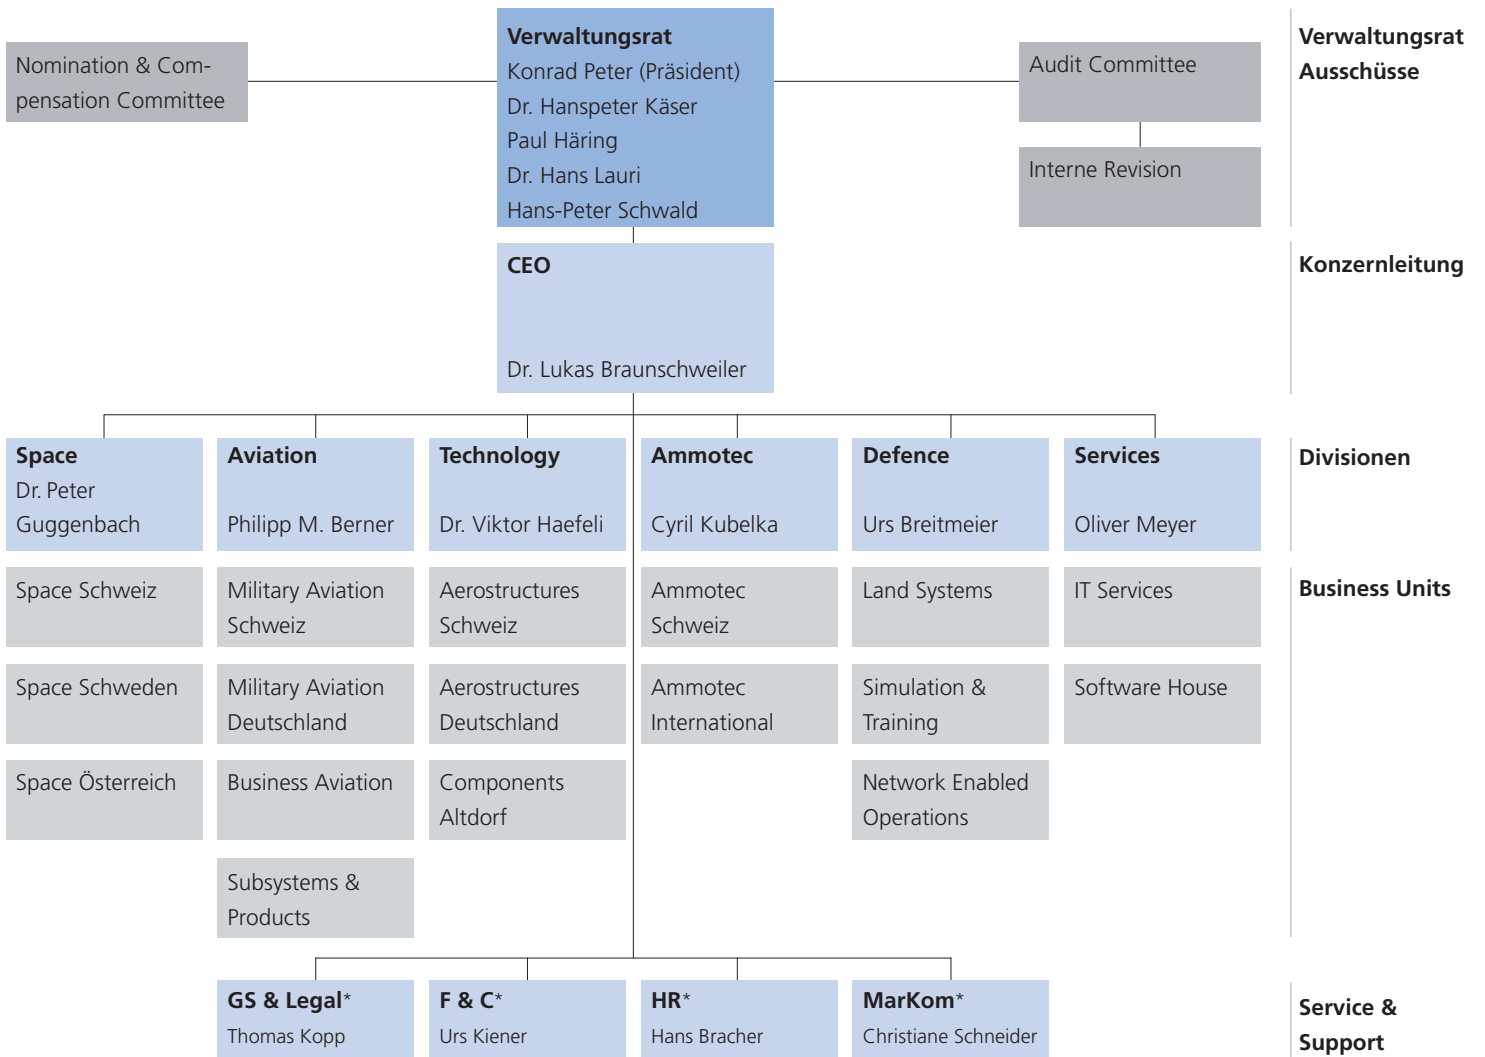 Nomination & Com-
pensation Committee
Verwaltungsrat
Konrad Peter (Präsident)
Dr. Hanspeter Käser
Paul Häring
Dr. Hans Lauri
Hans-Peter Schwald
Audit Committee
Interne Revision
Verwaltungsrat
Ausschüsse
CEO
Dr. Lukas Braunschweiler
Konzernleitung
Space
Dr. Peter
Guggenbach
Aviation
Philipp M. Berner
Technology
Dr. Viktor Haefeli
Ammotec
Cyril Kubelka
Defence
Urs Breitmeier
Services
Oliver Meyer
Divisionen
Space Schweiz
Military Aviation
Schweiz
Aerostructures
Schweiz
Ammotec
Schweiz
Land Systems
IT Services
Business Units
Space Schweden
Military Aviation
Deutschland
Aerostructures
Deutschland
Ammotec
International
Simulation &
Training
Software House
Space Österreich
Business Aviation
Components
Altdorf
Network Enabled
Operations
Subsystems &
Products
GS & Legal*
Thomas Kopp
F & C*
Urs Kiener
HR*
Hans Bracher
MarKom*
Christiane Schneider
Service &
Support